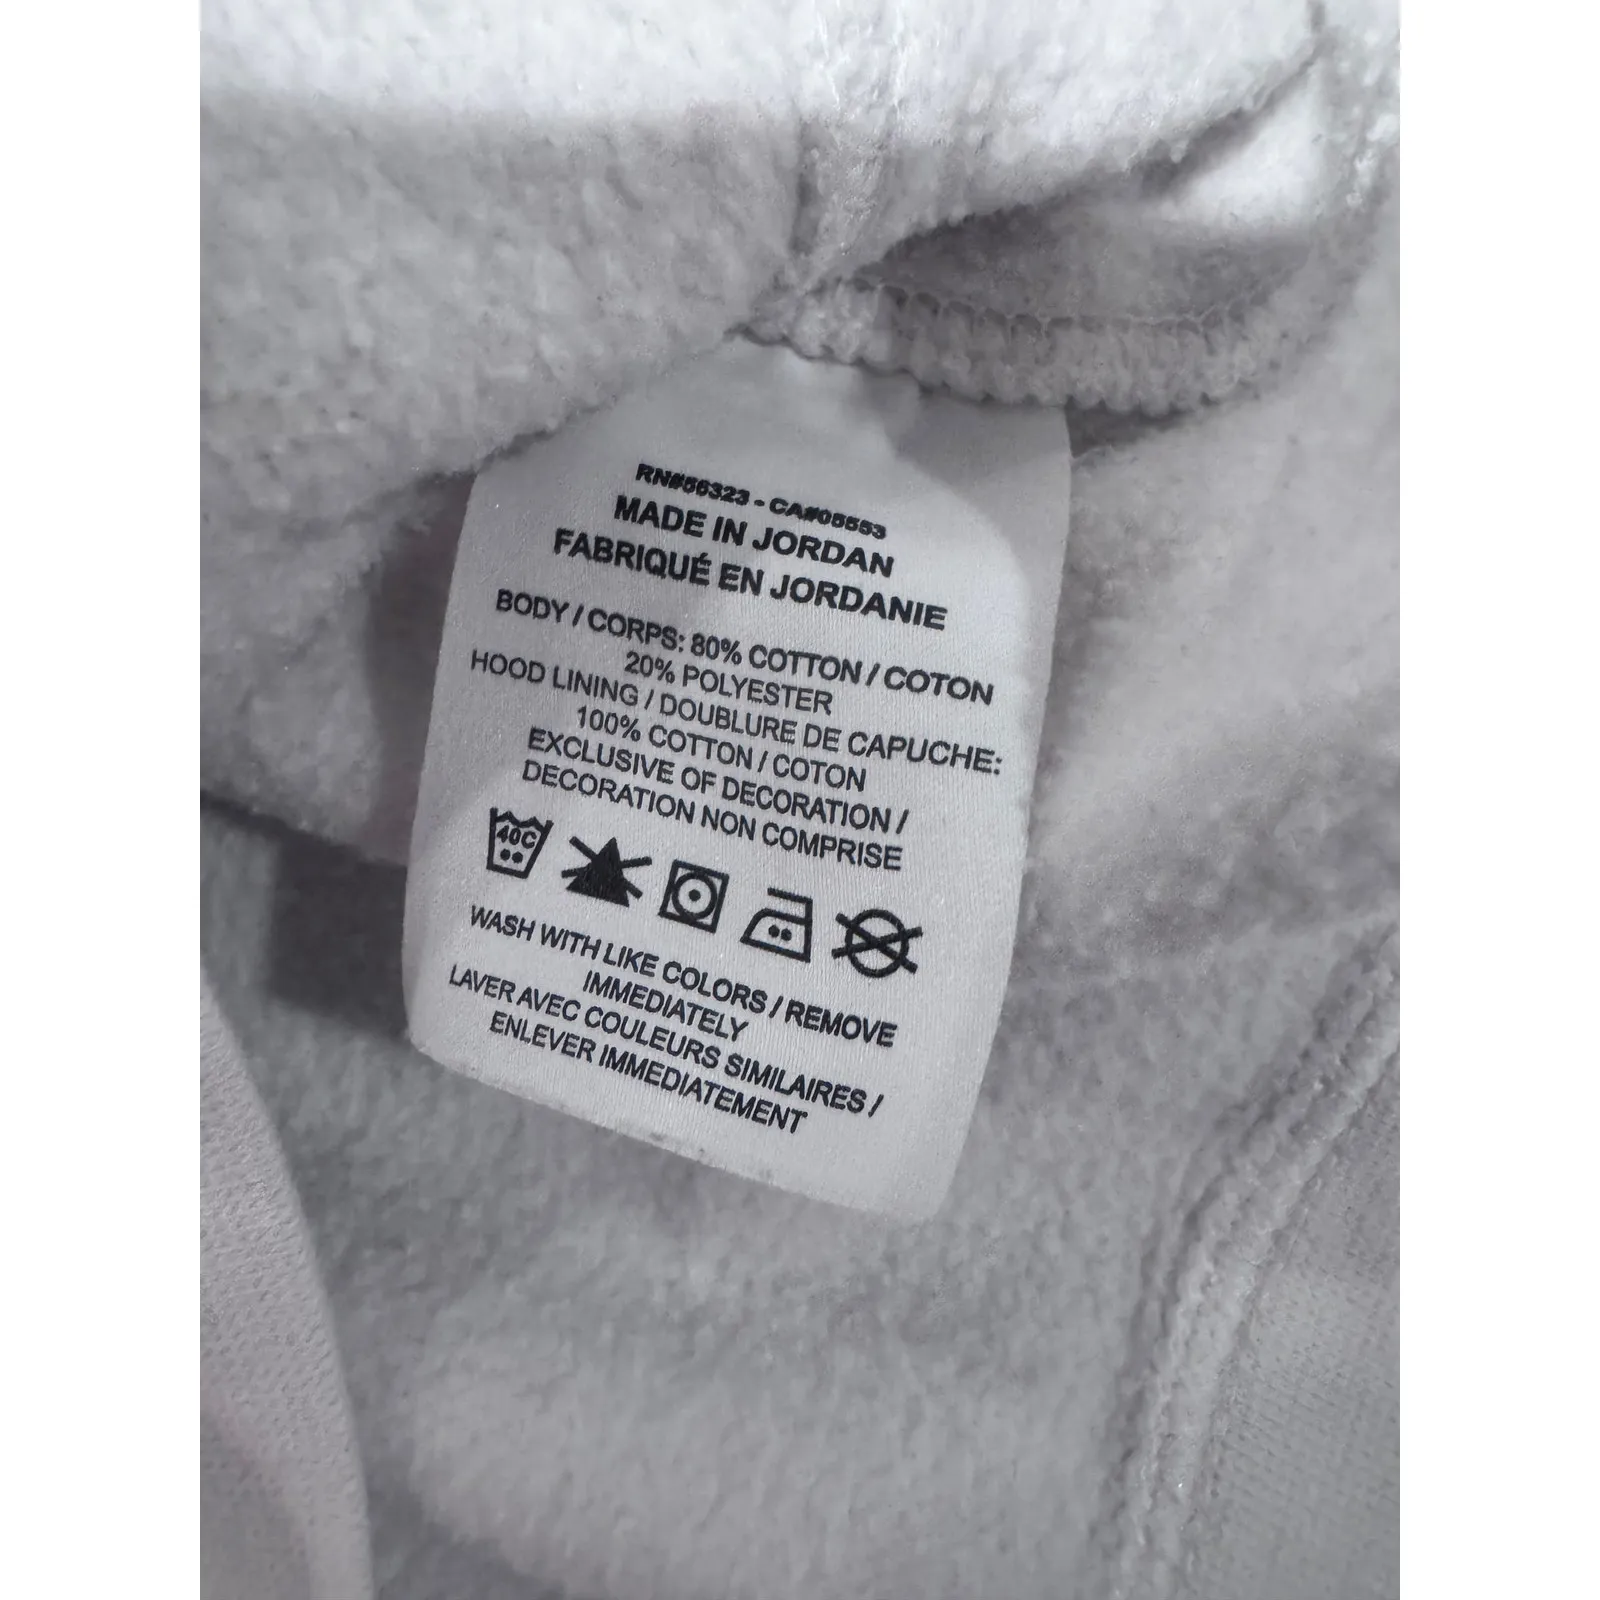 RN#56323 - CA#05553
MADE IN JORDAN
FABRIQUÉ EN JORDANIE
BODY / CORPS: 80% COTTON / COTON
20% POLYESTER
HOOD LINING / DOUBLURE DE CAPUCHE:
100% COTTON / COTON
EXCLUSIVE OF DECORATION /
DECORATION NON COMPRISE
40C
WASH WITH LIKE COLORS / REMOVE
IMMEDIATELY
LAVER AVEC COULEURS SIMILAIRES /
ENLEVER IMMEDIATEMENT